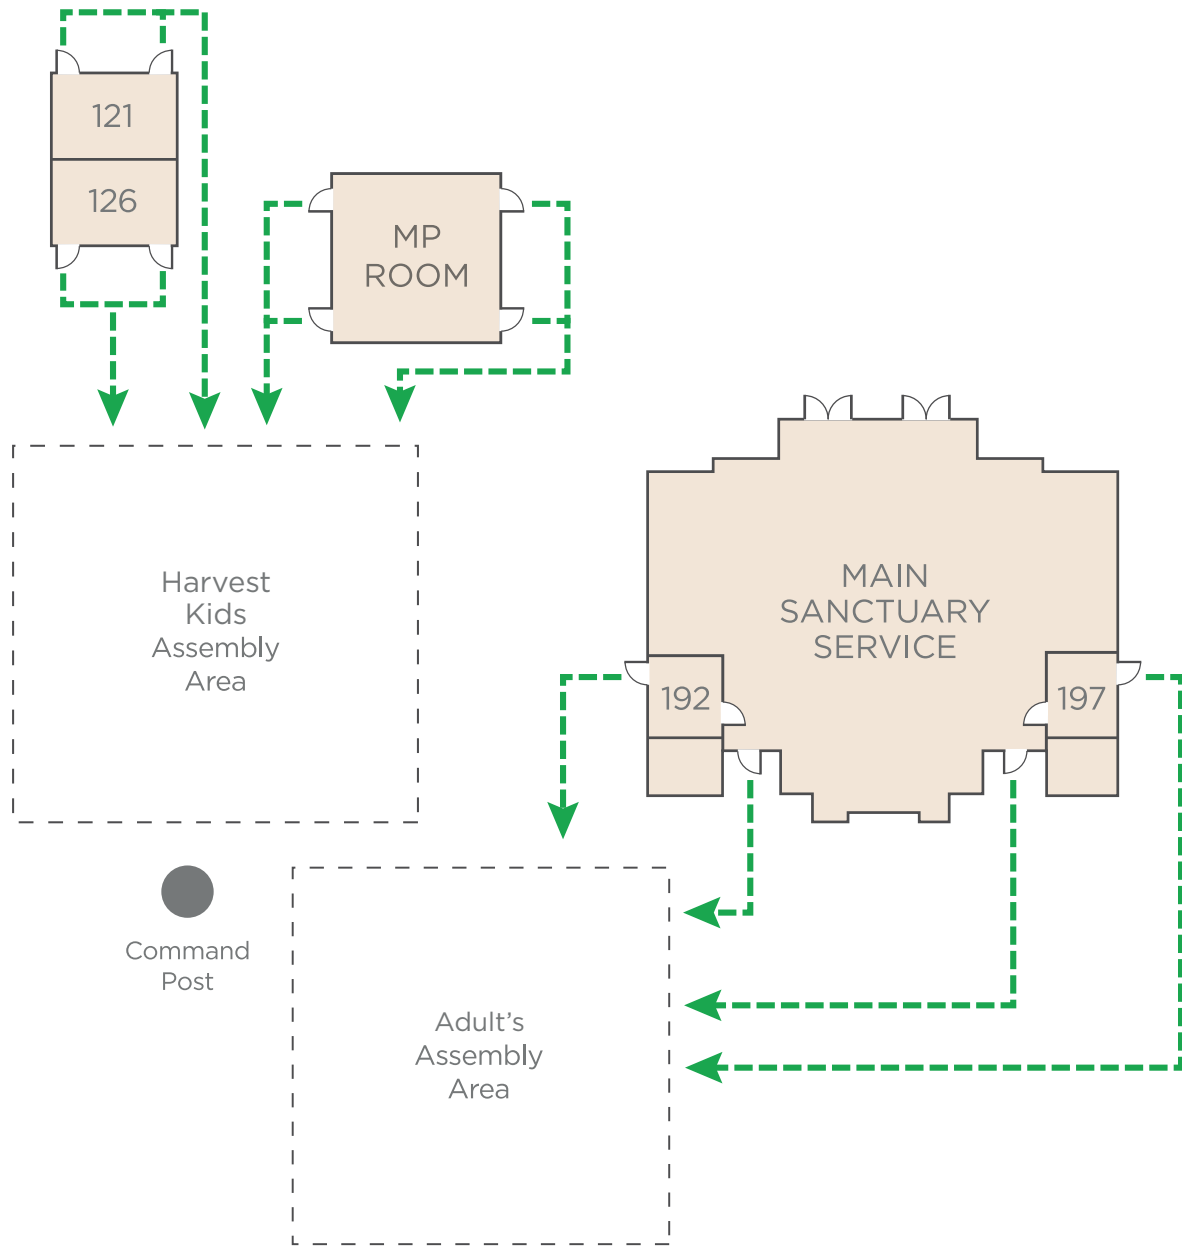 121
126
MP
ROOM
Harvest
Kids
Assembly
Area
MAIN
SANCTUARY
SERVICE
192
197
Command
Post
Adult's
Assembly
Area